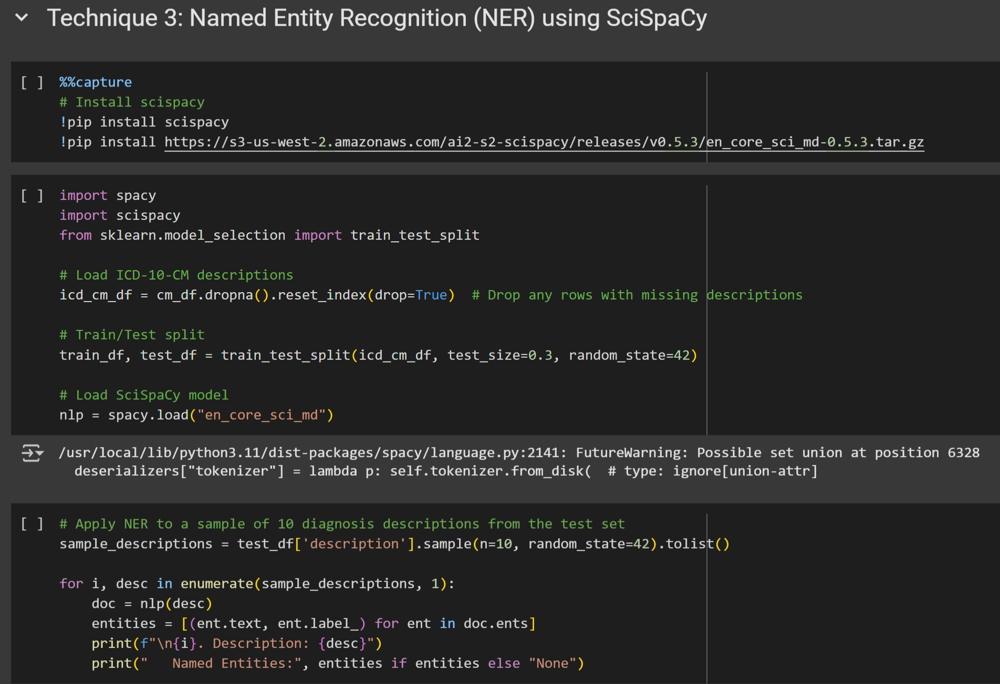 Technique 3: Named Entity Recognition (NER) using SciSpaCy
[ ] %%capture
# Install scispacy
!pip install scispacy
!pip install https://s3-us-west-2.amazonaws.com/ai2-s2-scispacy/releases/v0.5.3/en_core_sci_md-0.5.3.tar.gz
[ ] import spacy
import scispacy
from sklearn.model_selection import train_test_split
# Load ICD-10-CM descriptions
icd_cm_df = cm_df.dropna().reset_index(drop=True)  # Drop any rows with missing descriptions
# Train/Test split
train_df, test_df = train_test_split(icd_cm_df, test_size=0.3, random_state=42)
# Load SciSpaCy model
nlp = spacy.load("en_core_sci_md")
/usr/local/lib/python3.11/dist-packages/spacy/language.py:2141: FutureWarning: Possible set union at position 6328
  deserializers["tokenizer"] = lambda p: self.tokenizer.from_disk(  # type: ignore[union-attr]
[ ] # Apply NER to a sample of 10 diagnosis descriptions from the test set
sample_descriptions = test_df['description'].sample(n=10, random_state=42).tolist()
for i, desc in enumerate(sample_descriptions, 1):
    doc = nlp(desc)
    entities = [(ent.text, ent.label_) for ent in doc.ents]
    print(f"\n{i}. Description: {desc}")
    print("   Named Entities:", entities if entities else "None")